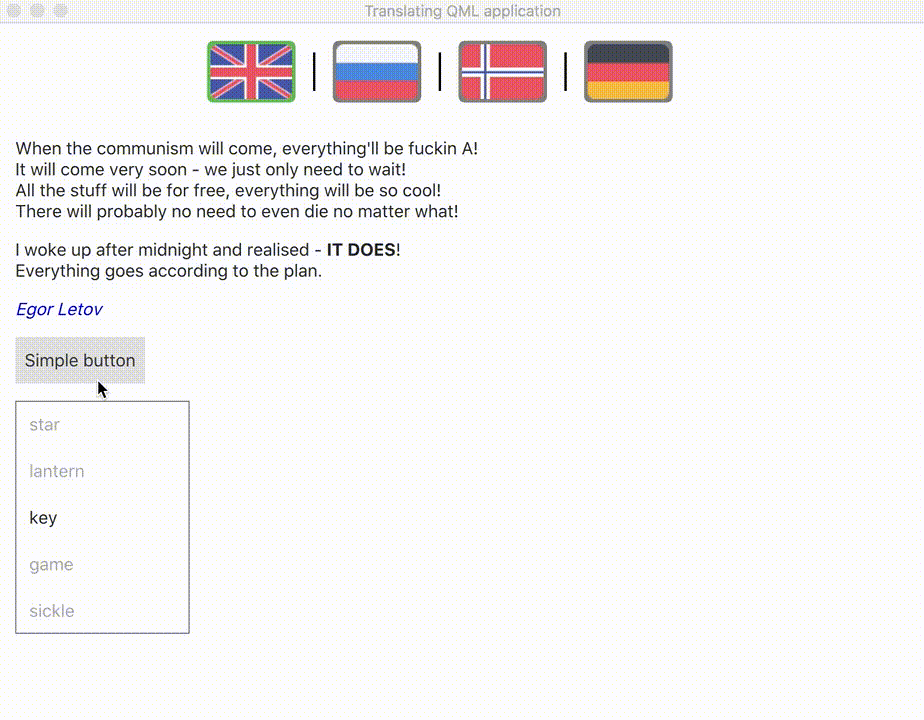 Translating QML application
When the communism will come, everything'll be fuckin A!
It will come very soon - we just only need to wait!
All the stuff will be for free, everything will be so cool!
There will probably no need to even die no matter what!
I woke up after midnight and realised - IT DOES!
Everything goes according to the plan.
Egor Letov
Simple button
star
lantern
key
game
sickle